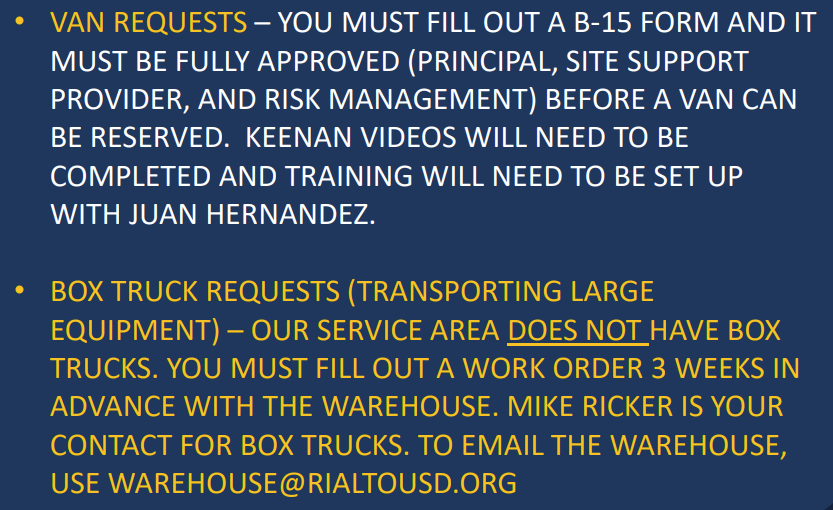 • VAN REQUESTS – YOU MUST FILL OUT A B-15 FORM AND IT
MUST BE FULLY APPROVED (PRINCIPAL, SITE SUPPORT
PROVIDER, AND RISK MANAGEMENT) BEFORE A VAN CAN
BE RESERVED.  KEENAN VIDEOS WILL NEED TO BE
COMPLETED AND TRAINING WILL NEED TO BE SET UP
WITH JUAN HERNANDEZ.
• BOX TRUCK REQUESTS (TRANSPORTING LARGE
EQUIPMENT) – OUR SERVICE AREA DOES NOT HAVE BOX
TRUCKS. YOU MUST FILL OUT A WORK ORDER 3 WEEKS IN
ADVANCE WITH THE WAREHOUSE. MIKE RICKER IS YOUR
CONTACT FOR BOX TRUCKS. TO EMAIL THE WAREHOUSE,
USE WAREHOUSE@RIALTOUSD.ORG